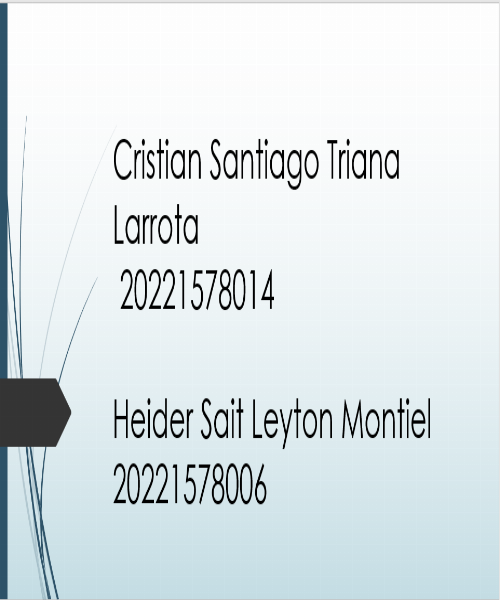 Cristian Santiago Triana
Larrota
20221578014
Heider Sait Leyton Montiel
20221578006